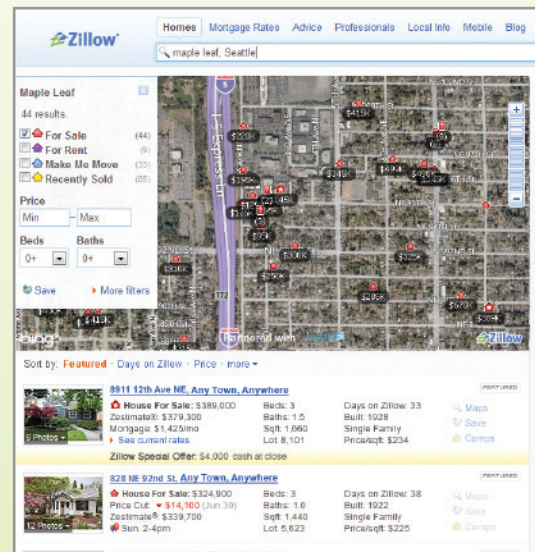 Zillow
Homes Mortgage Rates Advice Professionals Local Info Mobile Blog
maple leaf, Seattle
Maple Leaf
44 results.
For Sale (44)
For Rent (9)
Make Me Move (33)
Recently Sold
Price
Min – Max
Beds Baths
0+ 0+
Save More filters
$415K
$345K
$300K
$325K
172
bing
Partnered with
Zillow
Sort by: Featured · Days on Zillow · Price · more
8911 12th Ave NE, Any Town, Anywhere FEATURED
House For Sale: $389,000 Beds: 3 Days on Zillow: 33 Maps
Zestimate®: $379,300 Baths: 1.5 Built: 1928 Save
Mortgage: $1,425/mo Sqft: 1,660 Single Family Comps
See current rates Lot 8,101 Price/sqft: $234
6 Photos
Zillow Special Offer: $4,000 cash at close
828 NE 92nd St, Any Town, Anywhere FEATURED
House For Sale: $324,900 Beds: 3 Days on Zillow: 38 Maps
Price Cut: $14,100 (Jun 30) Baths: 1.0 Built: 1922 Save
Zestimate®: $339,700 Sqft: 1,440 Single Family Comps
Sun. 2-4pm Lot 5,623 Price/sqft: $225
12 Photos